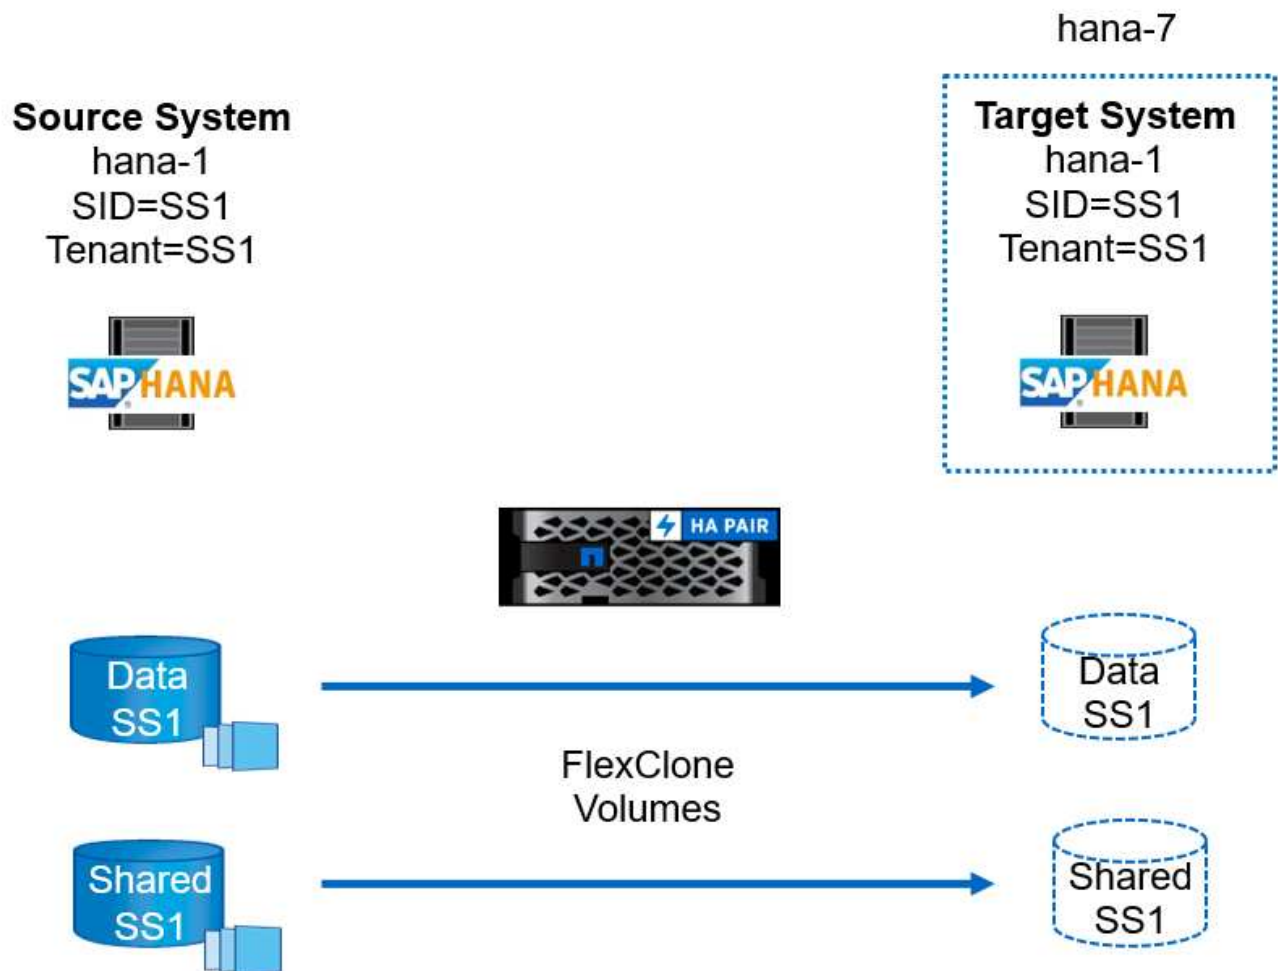 hana-7
Source System
hana-1
SID=SS1
Tenant=SS1
SAP HANA
Target System
hana-1
SID=SS1
Tenant=SS1
SAP HANA
HA PAIR
Data
SS1
FlexClone
Volumes
Data
SS1
Shared
SS1
Shared
SS1